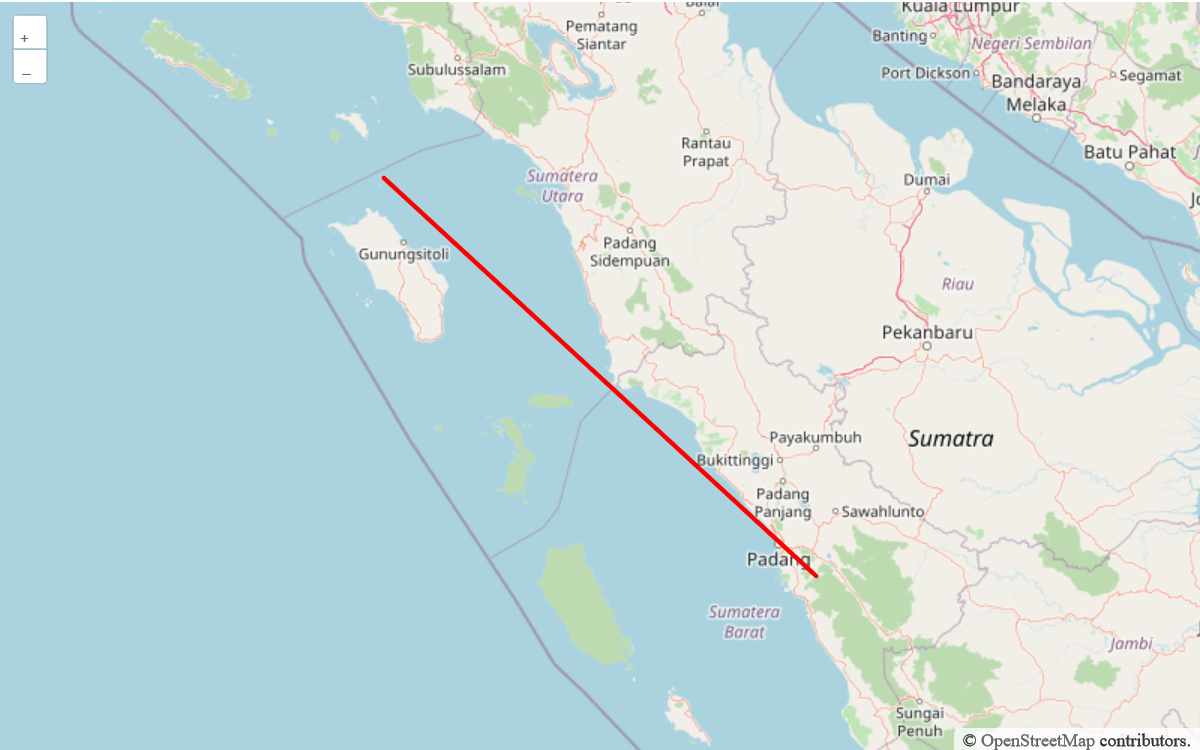 +
–
Pematang
Siantar
Subulussalam
Kuala Lumpur
Banting
Negeri Sembilan
Port Dickson
Bandaraya
Melaka
Segamat
Batu Pahat
Rantau
Prapat
Sumatera
Utara
Dumai
Gunungsitoli
Padang
Sidempuan
Riau
Pekanbaru
Sumatra
Payakumbuh
Bukittinggi
Padang
Panjang
Sawahlunto
Padang
Sumatera
Barat
Jambi
Sungai
Penuh
© OpenStreetMap contributors.